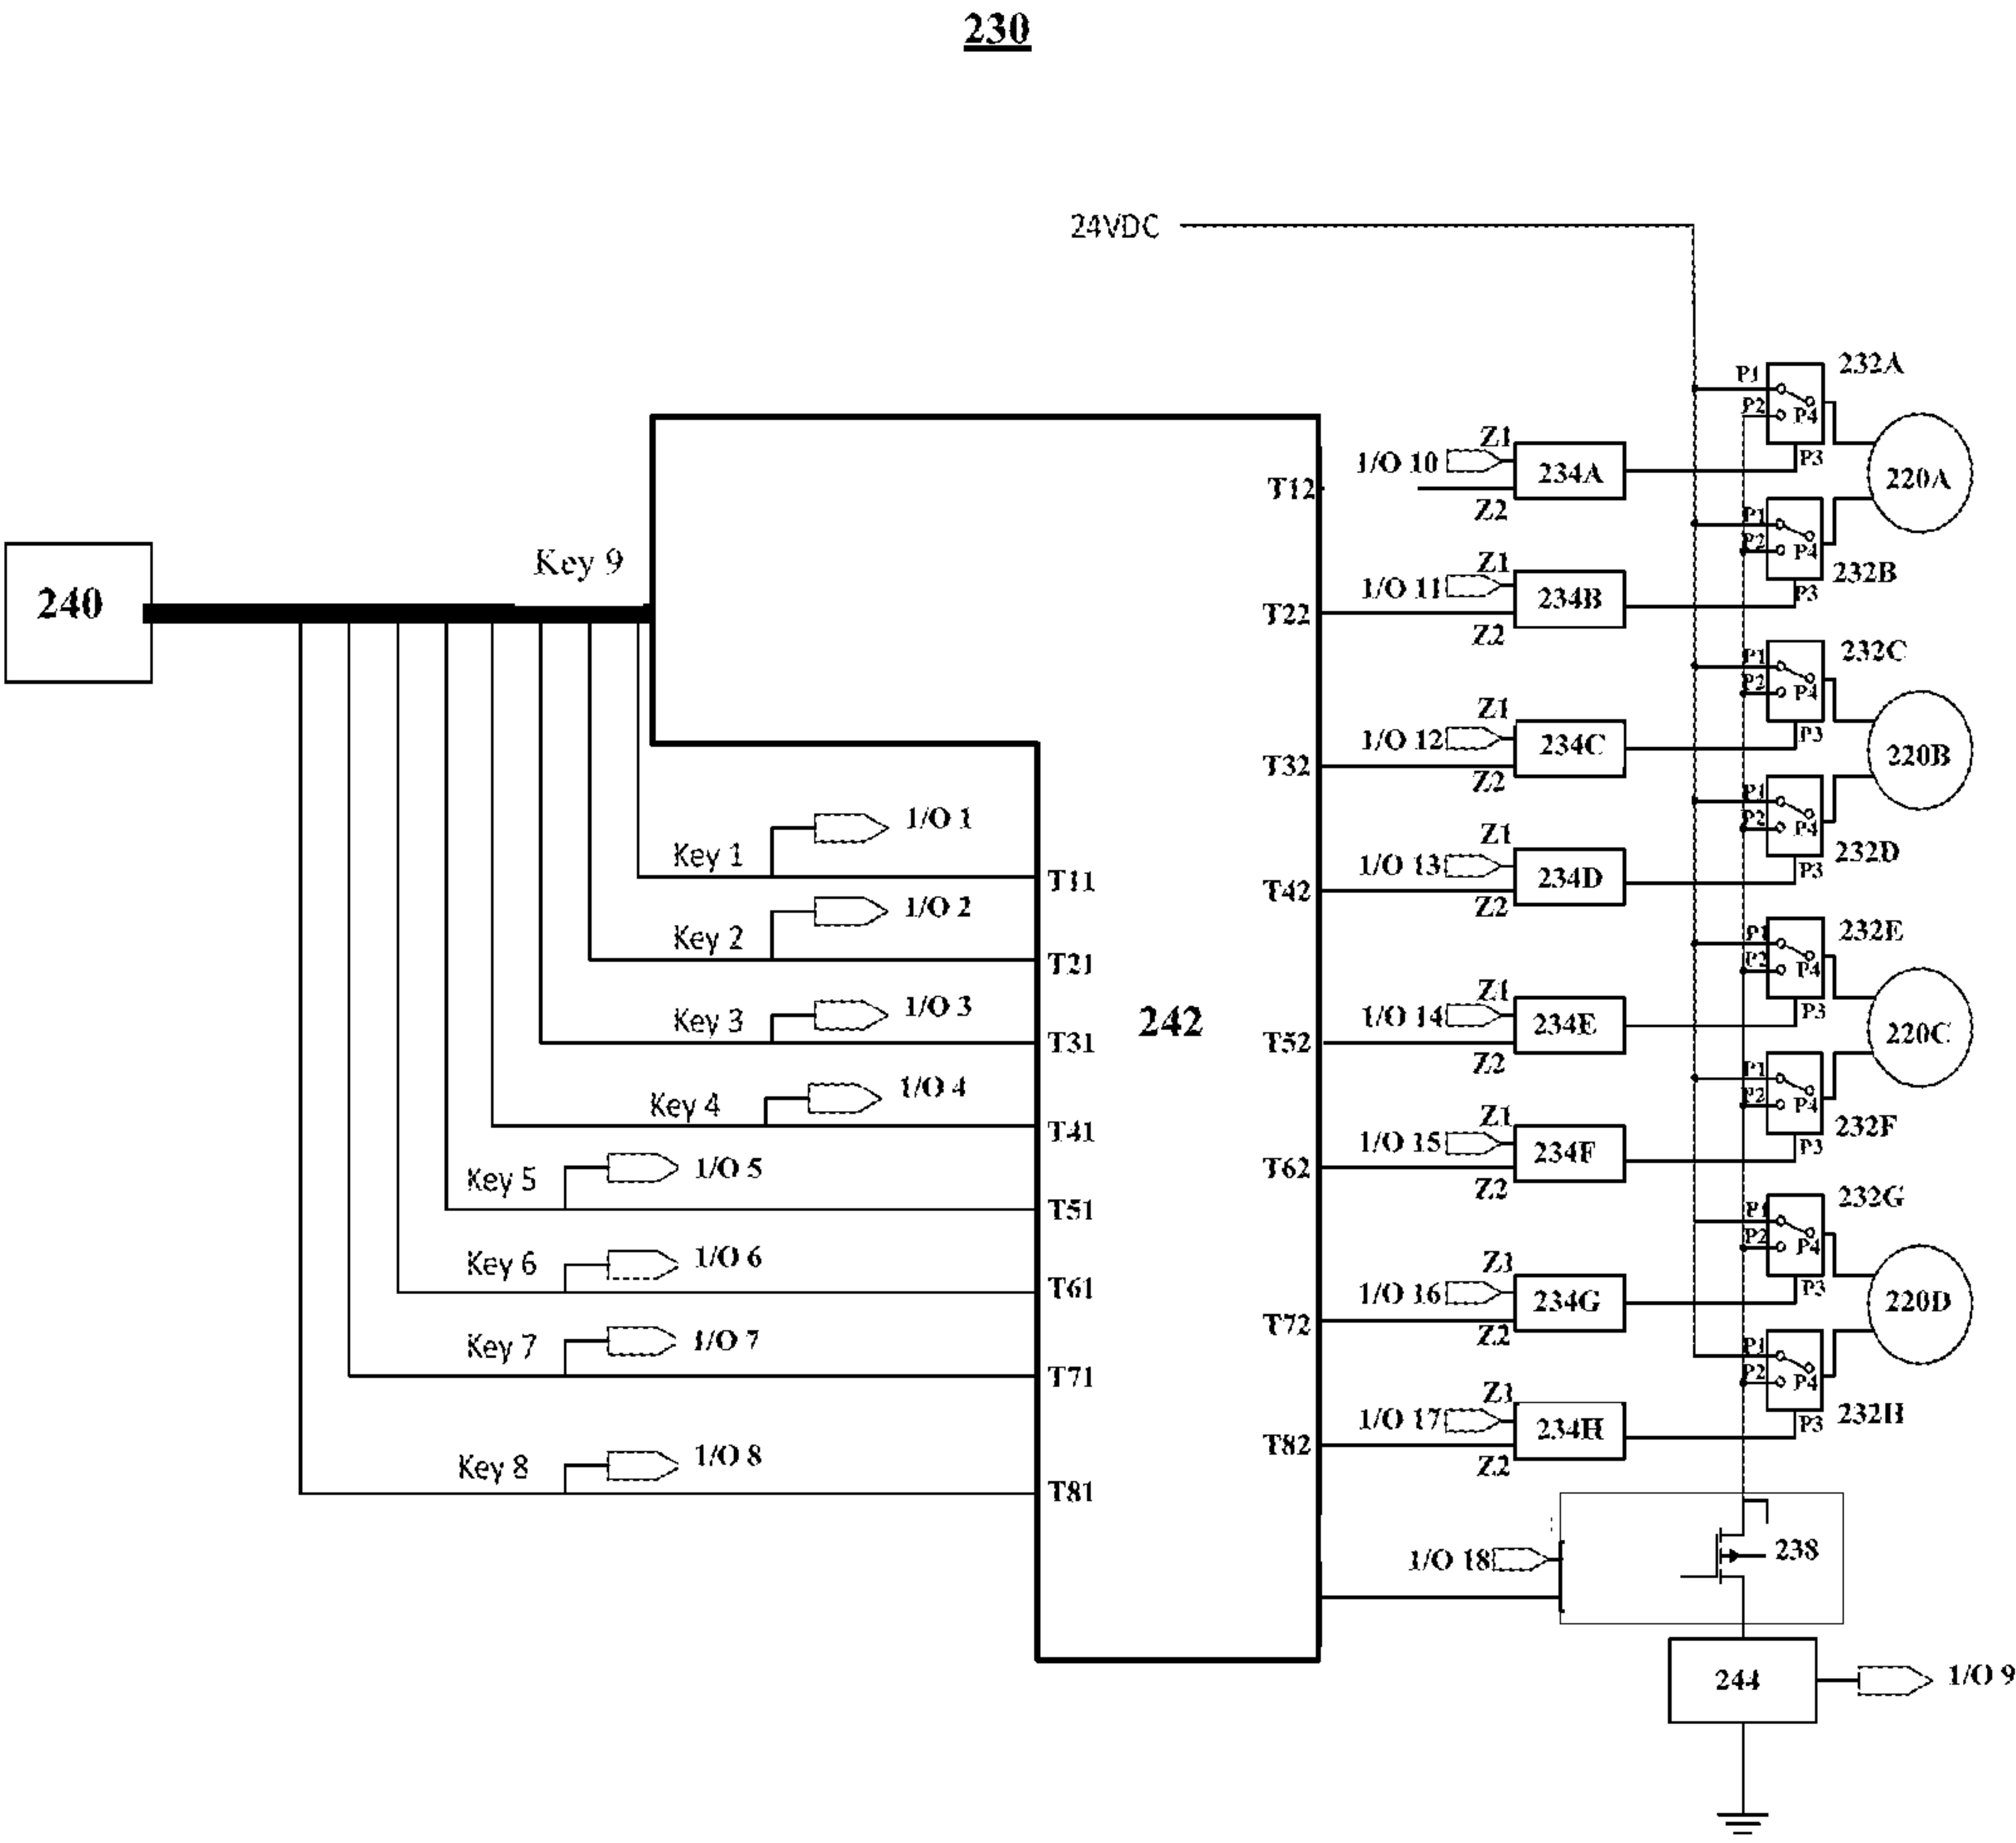 230
24VDC
P1
232A
P2
P4
P3
220A
1/O 10
Z1
234A
T12
Z2
P1
P2
P4
232B
P3
Key 9
240
1/O 11
Z1
234B
T22
Z2
P1
232C
P2
P4
P3
220B
1/O 12
Z1
234C
T32
Z2
P1
P2
P4
232D
P3
1/O 13
Z1
234D
T42
Z2
Key 1
1/O 1
T11
Key 2
1/O 2
T21
Key 3
1/O 3
T31
242
P1
232E
P2
P4
P3
220C
1/O 14
Z1
234E
T52
Z2
Key 4
1/O 4
T41
P1
P2
P4
232F
P3
1/O 15
Z1
234F
T62
Z2
Key 5
1/O 5
T51
Key 6
1/O 6
T61
P1
232G
P2
P4
P3
220D
1/O 16
Z1
234G
T72
Z2
Key 7
1/O 7
T71
P1
P2
P4
232H
P3
1/O 17
Z1
234H
T82
Z2
Key 8
1/O 8
T81
1/O 18
238
244
1/O 9